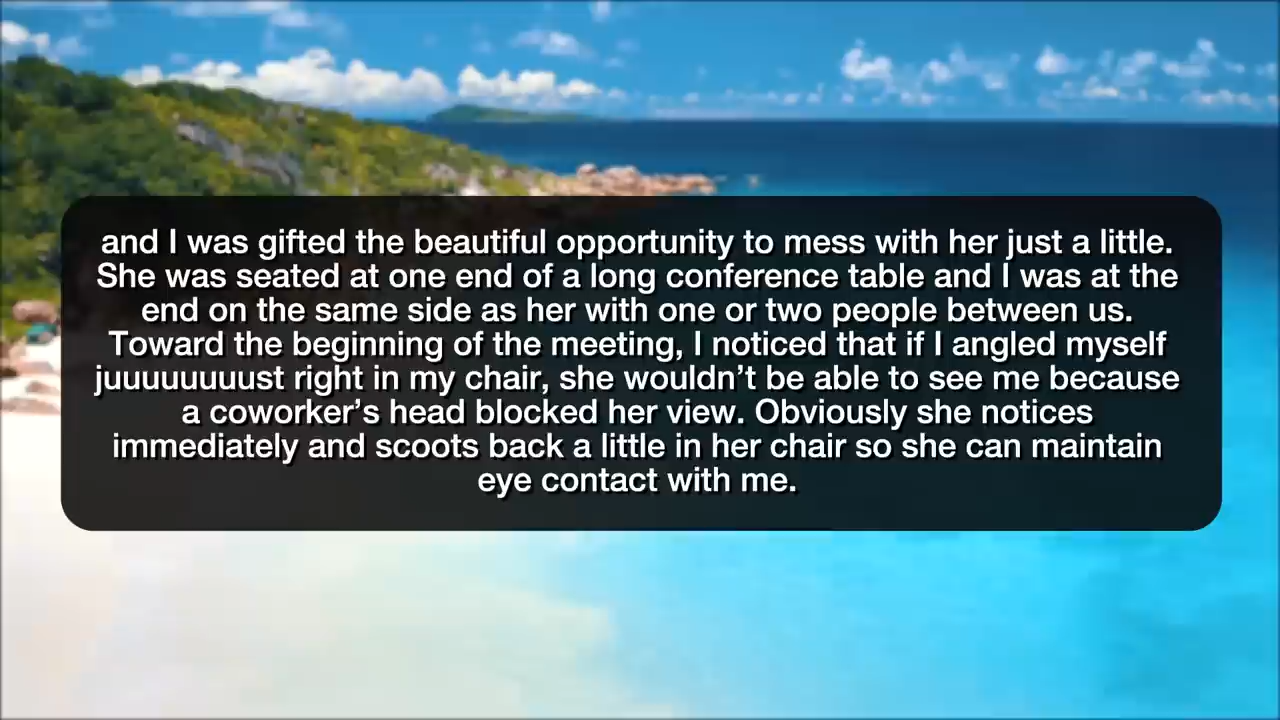 and I was gifted the beautiful opportunity to mess with her just a little.
She was seated at one end of a long conference table and I was at the
end on the same side as her with one or two people between us.
Toward the beginning of the meeting, I noticed that if I angled myself
juuuuuuuust right in my chair, she wouldn’t be able to see me because
a coworker’s head blocked her view. Obviously she notices
immediately and scoots back a little in her chair so she can maintain
eye contact with me.